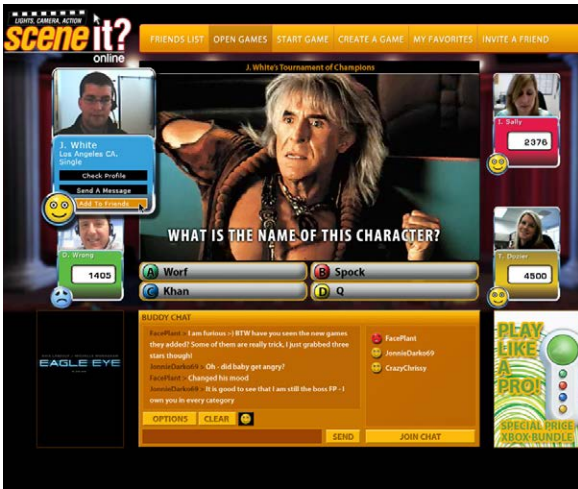 LIGHTS, CAMERA, ACTION
scene it?
online
FRIENDS LIST OPEN GAMES START GAME CREATE A GAME MY FAVORITES INVITE A FRIEND
J. White's Tournament of Champions
J. White
Los Angeles CA.
Single
Check Profile
Send A Message
Add To Friends
J. Sally
2376
WHAT IS THE NAME OF THIS CHARACTER?
O. Wrong
1405
T. Dozier
4500
A Worf
B Spock
C Khan
D Q
BUDDY CHAT
FacePlant > I am furious >) BTW have you seen the new games
they added? Some of them are really trick, I just grabbed three
stars though!
JonnieDarko69 > Oh - did baby get angry?
FacePlant > Changed his mood
JonnieDarko69 > It is good to see that I am still the boss FP - I
own you in every category
FacePlant
JonnieDarko69
CrazyChrissy
OPTIONS CLEAR
SEND JOIN CHAT
EAGLE EYE
PLAY
LIKE
A
PRO!
SPECIAL PRICE
XBOX BUNDLE